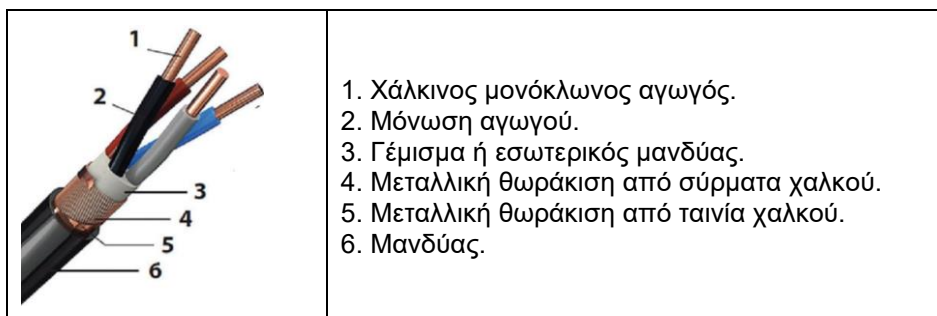 1
2
3
4
5
6
1. Χάλκινος μονόκλωνος αγωγός.
2. Μόνωση αγωγού.
3. Γέμισμα ή εσωτερικός μανδύας.
4. Μεταλλική θωράκιση από σύρματα χαλκού.
5. Μεταλλική θωράκιση από ταινία χαλκού.
6. Μανδύας.